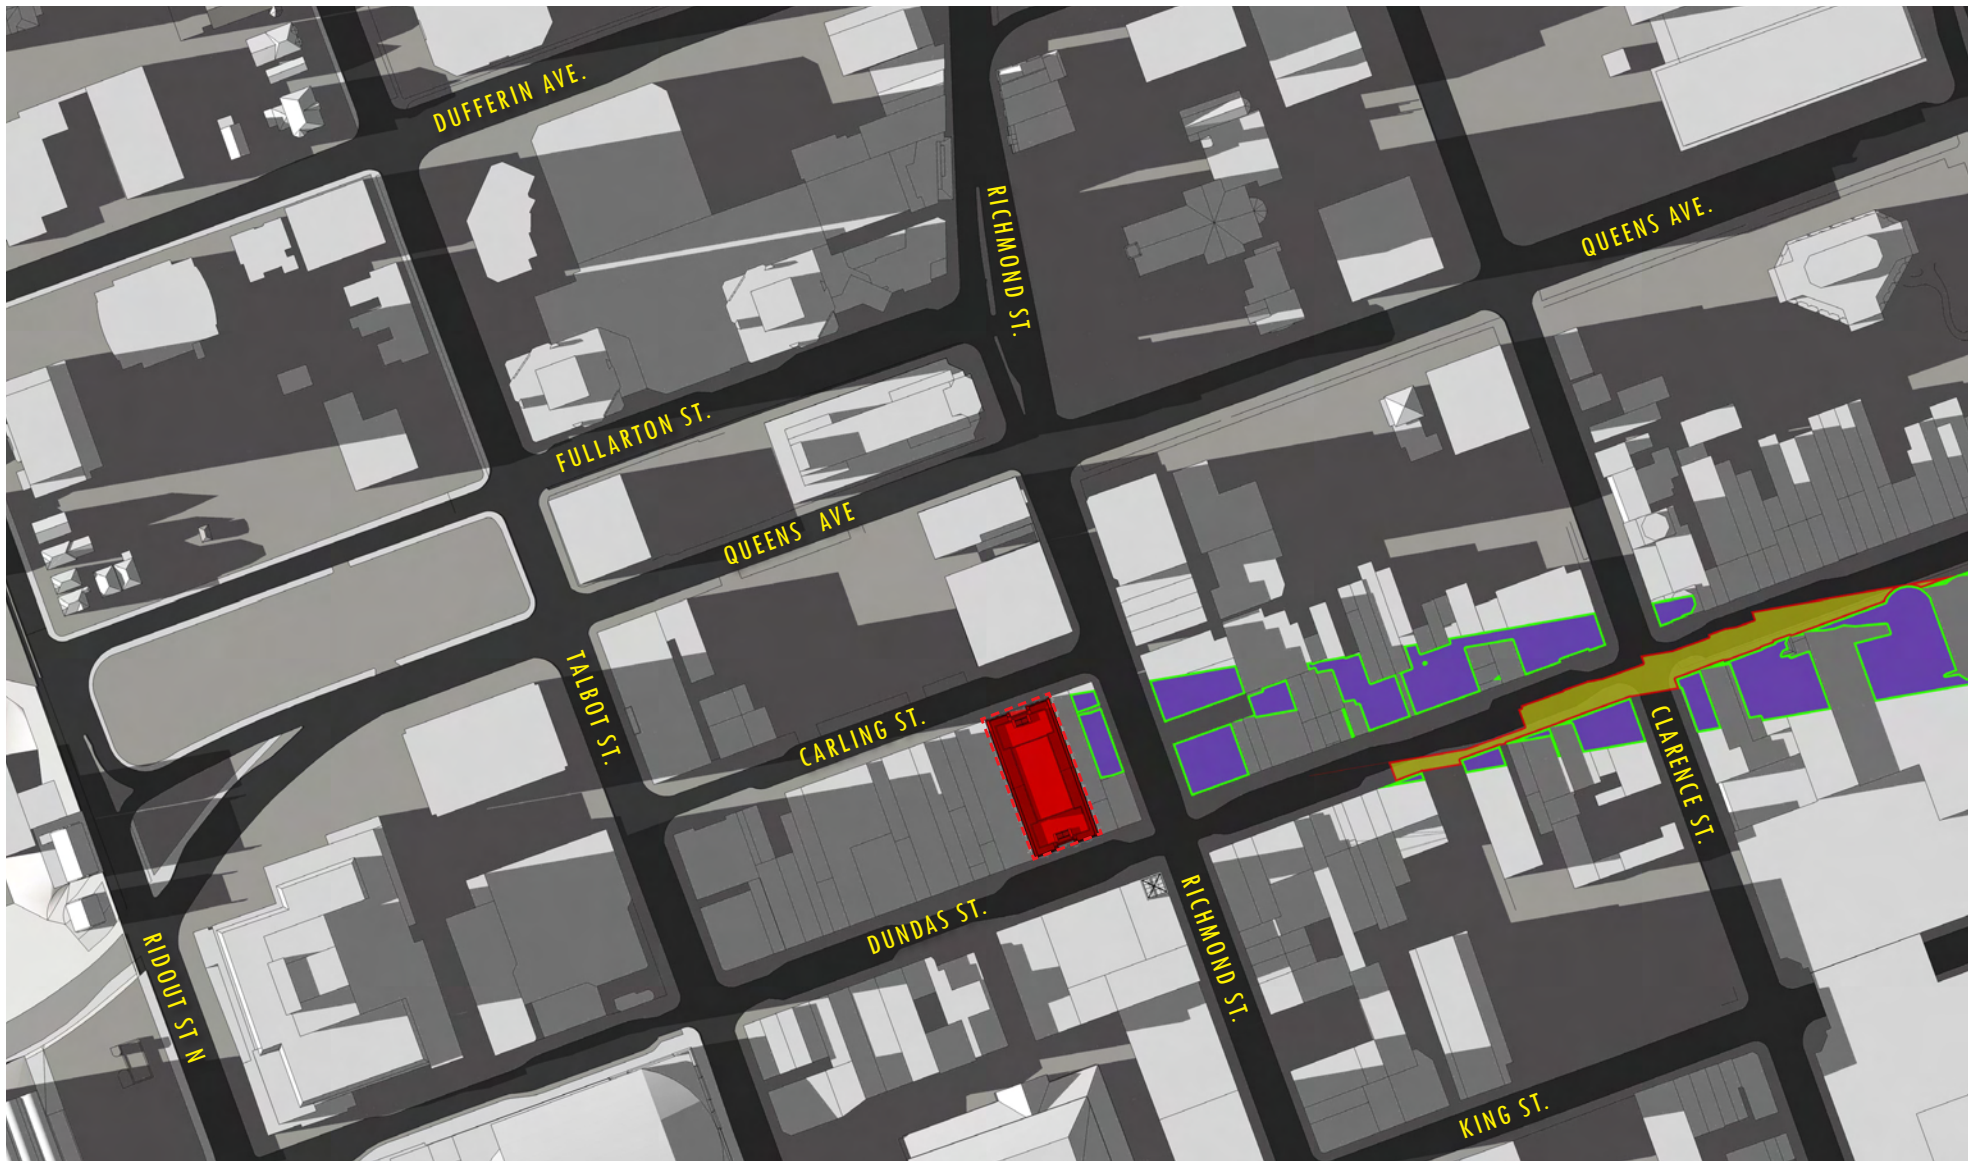 DUFFERIN AVE.
RICHMOND ST.
QUEENS AVE.
FULLARTON ST.
QUEENS AVE
TALBOT ST.
CARLING ST.
CLARENCE ST.
DUNDAS ST.
RICHMOND ST.
RIDOUT ST N
KING ST.